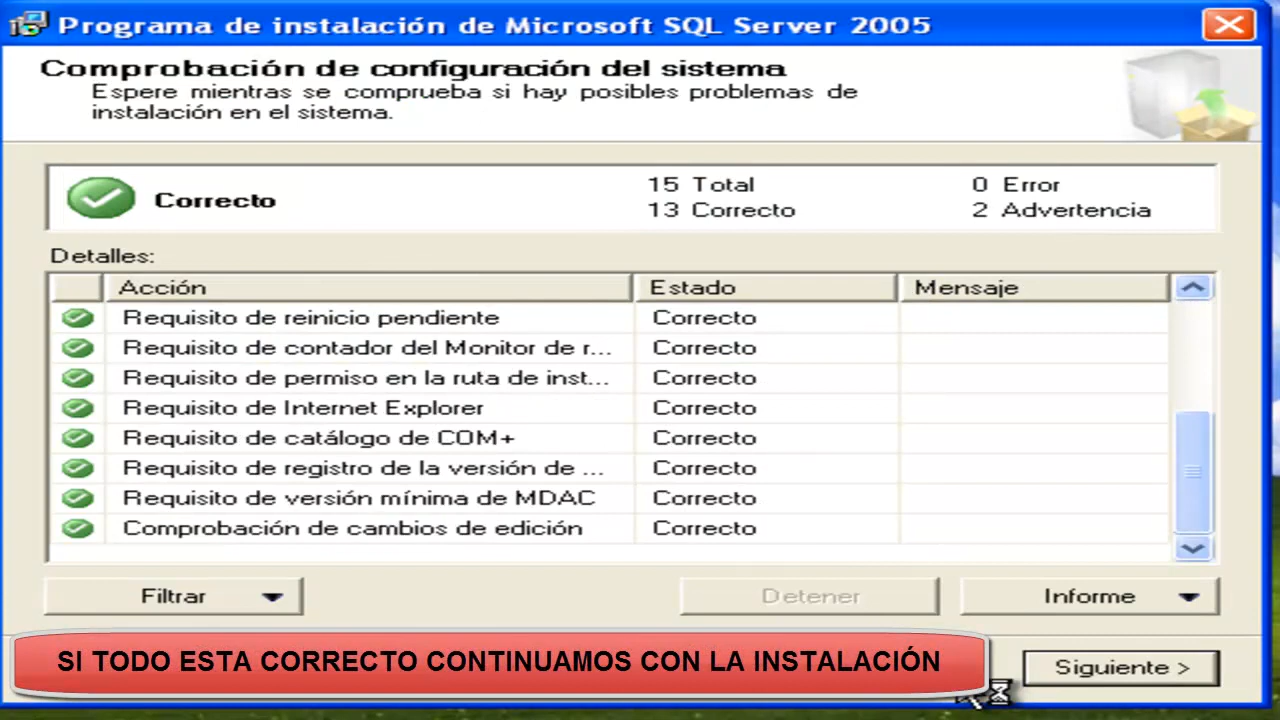 Programa de instalación de Microsoft SQL Server 2005
Comprobación de configuración del sistema
Espere mientras se comprueba si hay posibles problemas de
instalación en el sistema.
Correcto
15 Total
13 Correcto
0 Error
2 Advertencia
Detalles:
Acción Estado Mensaje
Requisito de reinicio pendiente Correcto
Requisito de contador del Monitor de r... Correcto
Requisito de permiso en la ruta de inst... Correcto
Requisito de Internet Explorer Correcto
Requisito de catálogo de COM+ Correcto
Requisito de registro de la versión de ... Correcto
Requisito de versión mínima de MDAC Correcto
Comprobación de cambios de edición Correcto
Filtrar Detener Informe
SI TODO ESTA CORRECTO CONTINUAMOS CON LA INSTALACIÓN
Siguiente >